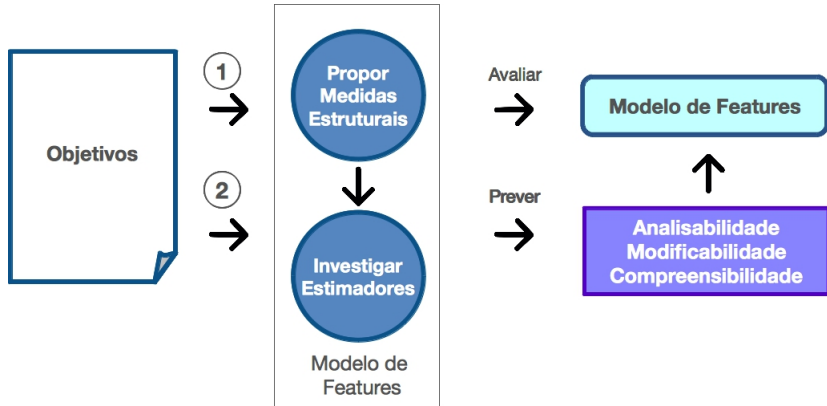 Objetivos
1
2
Propor
Medidas
Estruturais
Investigar
Estimadores
Modelo de
Features
Avaliar
Prever
Modelo de Features
Analisabilidade
Modificabilidade
Compreensibilidade